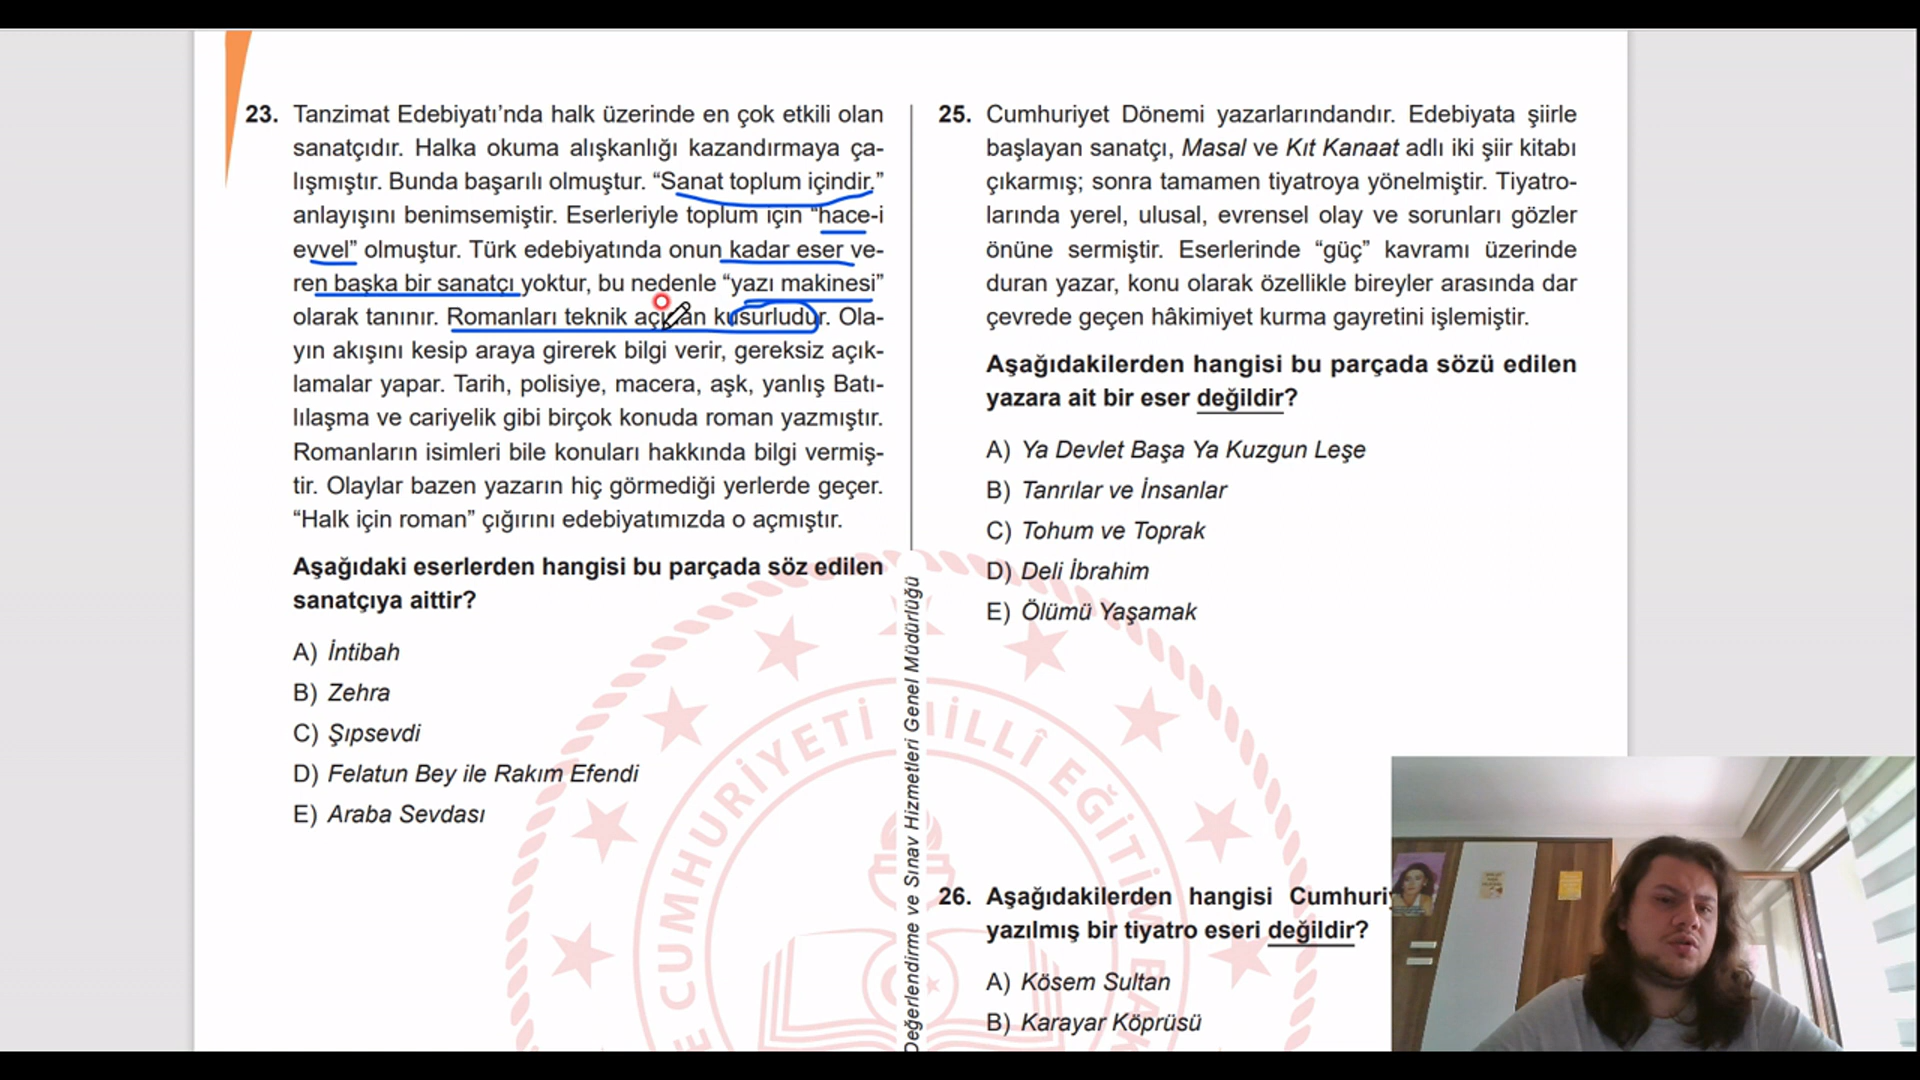 23. Tanzimat Edebiyatı’nda halk üzerinde en çok etkili olan
sanatçıdır. Halka okuma alışkanlığı kazandırmaya ça-
lışmıştır. Bunda başarılı olmuştur. “Sanat toplum içindir.”
anlayışını benimsemiştir. Eserleriyle toplum için “hace-i
evvel” olmuştur. Türk edebiyatında onun kadar eser ve-
ren başka bir sanatçı yoktur, bu nedenle “yazı makinesi”
olarak tanınır. Romanları teknik açıdan kusurludur. Ola-
yın akışını kesip araya girerek bilgi verir, gereksiz açık-
lamalar yapar. Tarih, polisiye, macera, aşk, yanlış Batı-
lılaşma ve cariyelik gibi birçok konuda roman yazmıştır.
Romanların isimleri bile konuları hakkında bilgi vermiş-
tir. Olaylar bazen yazarın hiç görmediği yerlerde geçer.
“Halk için roman” çığırını edebiyatımızda o açmıştır.
Aşağıdaki eserlerden hangisi bu parçada söz edilen
sanatçıya aittir?
A) İntibah
B) Zehra
C) Şıpsevdi
D) Felatun Bey ile Rakım Efendi
E) Araba Sevdası
Değerlendirme ve Sınav Hizmetleri Genel Müdürlüğü
25. Cumhuriyet Dönemi yazarlarındandır. Edebiyata şiirle
başlayan sanatçı, Masal ve Kıt Kanaat adlı iki şiir kitabı
çıkarmış; sonra tamamen tiyatroya yönelmiştir. Tiyatro-
larında yerel, ulusal, evrensel olay ve sorunları gözler
önüne sermiştir. Eserlerinde “güç” kavramı üzerinde
duran yazar, konu olarak özellikle bireyler arasında dar
çevrede geçen hâkimiyet kurma gayretini işlemiştir.
Aşağıdakilerden hangisi bu parçada sözü edilen
yazara ait bir eser değildir?
A) Ya Devlet Başa Ya Kuzgun Leşe
B) Tanrılar ve İnsanlar
C) Tohum ve Toprak
D) Deli İbrahim
E) Ölümü Yaşamak
26. Aşağıdakilerden hangisi
yazılmış bir tiyatro eseri değildir?
A) Kösem Sultan
B) Karayar Köprüsü
CUMHURİYETİ MİLLÎ EĞİTİM